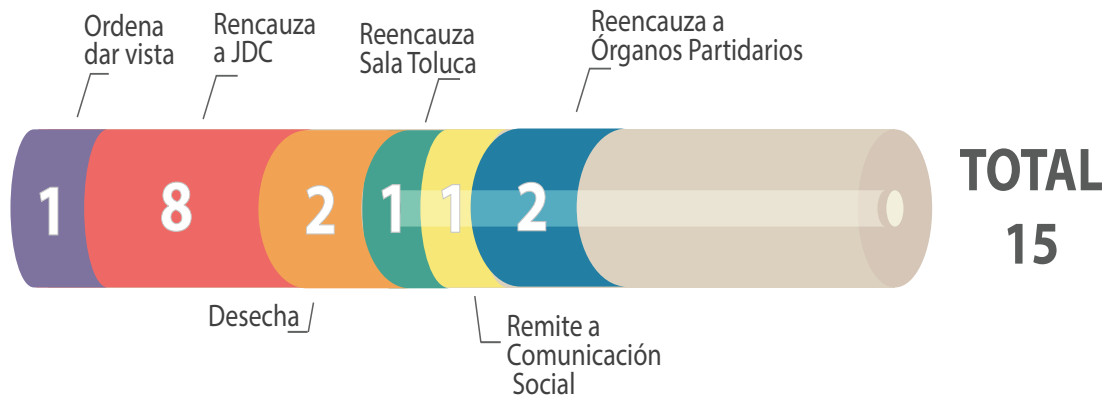 Ordena
dar vista
Rencauza
a JDC
Reencauza
Sala Toluca
Reencauza a
Órganos Partidarios
1
8
2
1
1
2
TOTAL
15
Desecha
Remite a
Comunicación
Social